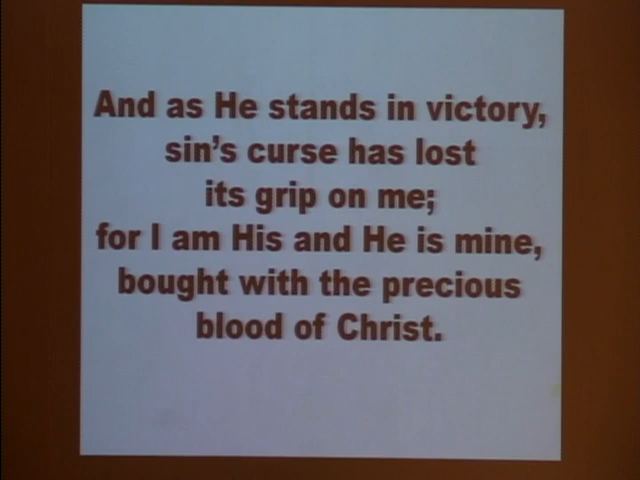 And as He stands in victory,
sin's curse has lost
its grip on me;
for I am His and He is mine,
bought with the precious
blood of Christ.